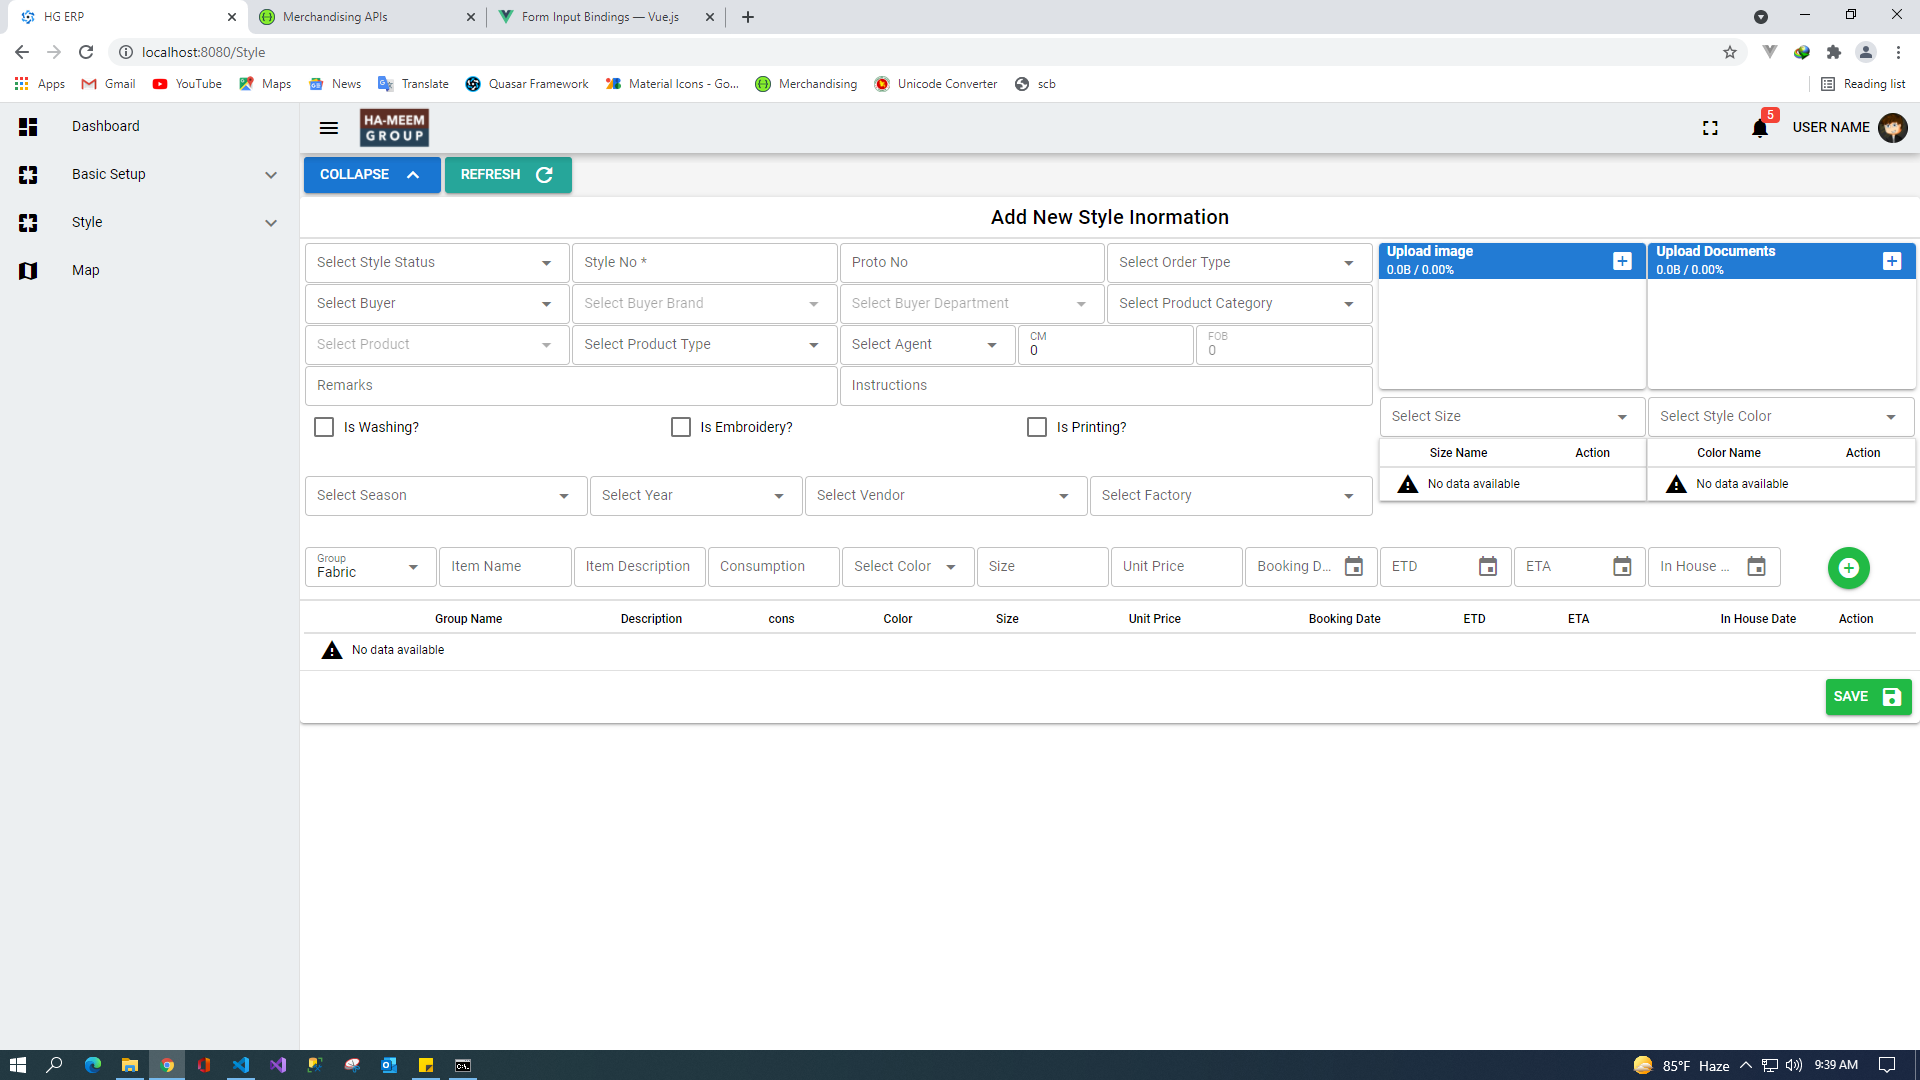 HG ERP
Merchandising APIs
Form Input Bindings — Vue.js
localhost:8080/Style
Apps
Gmail
YouTube
Maps
News
Translate
Quasar Framework
Material Icons - Go...
Merchandising
Unicode Converter
scb
Reading list
Dashboard
Basic Setup
Style
Map
HA-MEEM
GROUP
5
USER NAME
COLLAPSE
REFRESH
Add New Style Inormation
Select Style Status
Style No *
Proto No
Select Order Type
Select Buyer
Select Buyer Brand
Select Buyer Department
Select Product Category
Select Product
Select Product Type
Select Agent
CM
0
FOB
0
Remarks
Instructions
Is Washing?
Is Embroidery?
Is Printing?
Upload image
0.0B / 0.00%
Upload Documents
0.0B / 0.00%
Select Size
Select Style Color
Size Name Action
Color Name Action
No data available
No data available
Select Season
Select Year
Select Vendor
Select Factory
Group
Fabric
Item Name
Item Description
Consumption
Select Color
Size
Unit Price
Booking D...
ETD
ETA
In House ...
Group Name Description cons Color Size Unit Price Booking Date ETD ETA In House Date Action
No data available
SAVE
85°F Haze
9:39 AM